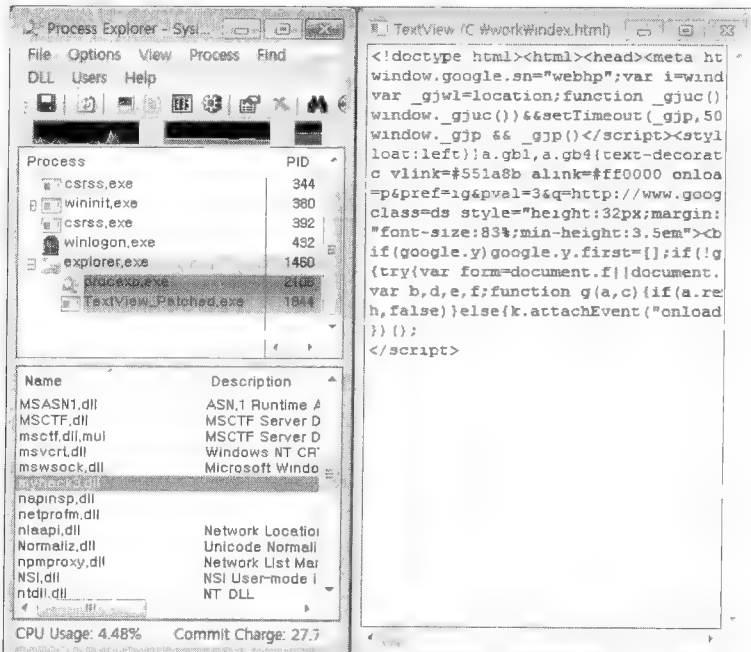 Process Explorer - Sysi...
File Options View Process Find
DLL Users Help
Process PID
csrss,exe 344
wininit,exe 380
csrss,exe 392
winlogon,exe 432
explorer,exe 1460
procexp,exe
TextView_Patched,exe 1844
Name Description
MSASN1,dll ASN,1 Runtime A
MSCTF,dll MSCTF Server D
msctf,dll,mui MSCTF Server D
msvcrt,dll Windows NT CR
mswsock,dll Microsoft Windo
myhack3,dll
napinsp,dll
netprofm,dll
nlaapi,dll Network Location
Normaliz,dll Unicode Normali
npmproxy,dll Network List Mar
NSI,dll NSI User-mode i
ntdll,dll NT DLL
CPU Usage: 4.48% Commit Charge: 27.7
TextView (C ₩work₩index.html)
<!doctype html><html><head><meta ht
window.google.sn="webhp";var i=wind
var _gjwl=location;function _gjuc()
window._gjuc())&&setTimeout(_gjp,50
window._gjp && _gjp()</script><styl
loat:left}}a.gb1,a.gb4{text-decorat
c vlink=#551a8b alink=#ff0000 onloa
=p&pref=ig&pval=3&q=http://www.goog
class=ds style="height:32px;margin:
"font-size:83%;min-height:3.5em"><b
if(google.y)google.y.first=[];if(!g
{try{var form=document.f||document.
var b,d,e,f;function g(a,c){if(a.re
h,false)}else{k.attachEvent("onload
})();
</script>